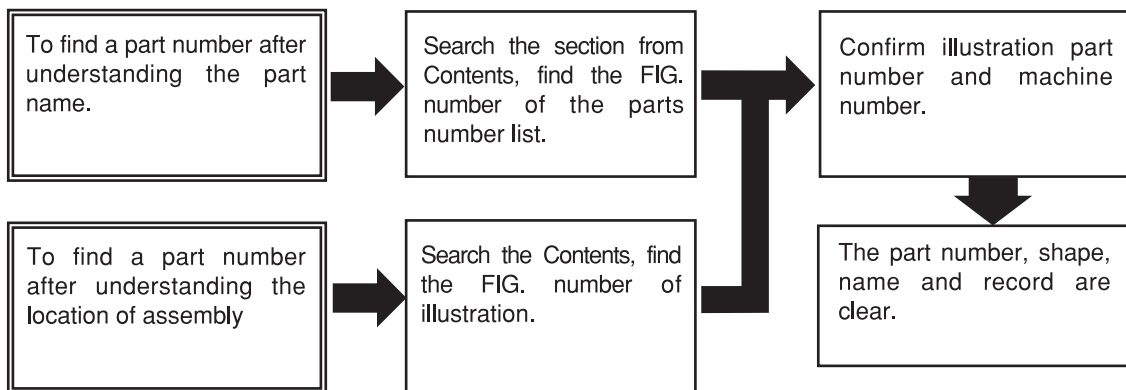 To find a part number after
understanding the part
name.
Search the section from
Contents, find the FIG.
number of the parts
number list.
Confirm illustration part
number and machine
number.
To find a part number
after understanding the
location of assembly
Search the Contents, find
the FIG. number of
illustration.
The part number, shape,
name and record are
clear.